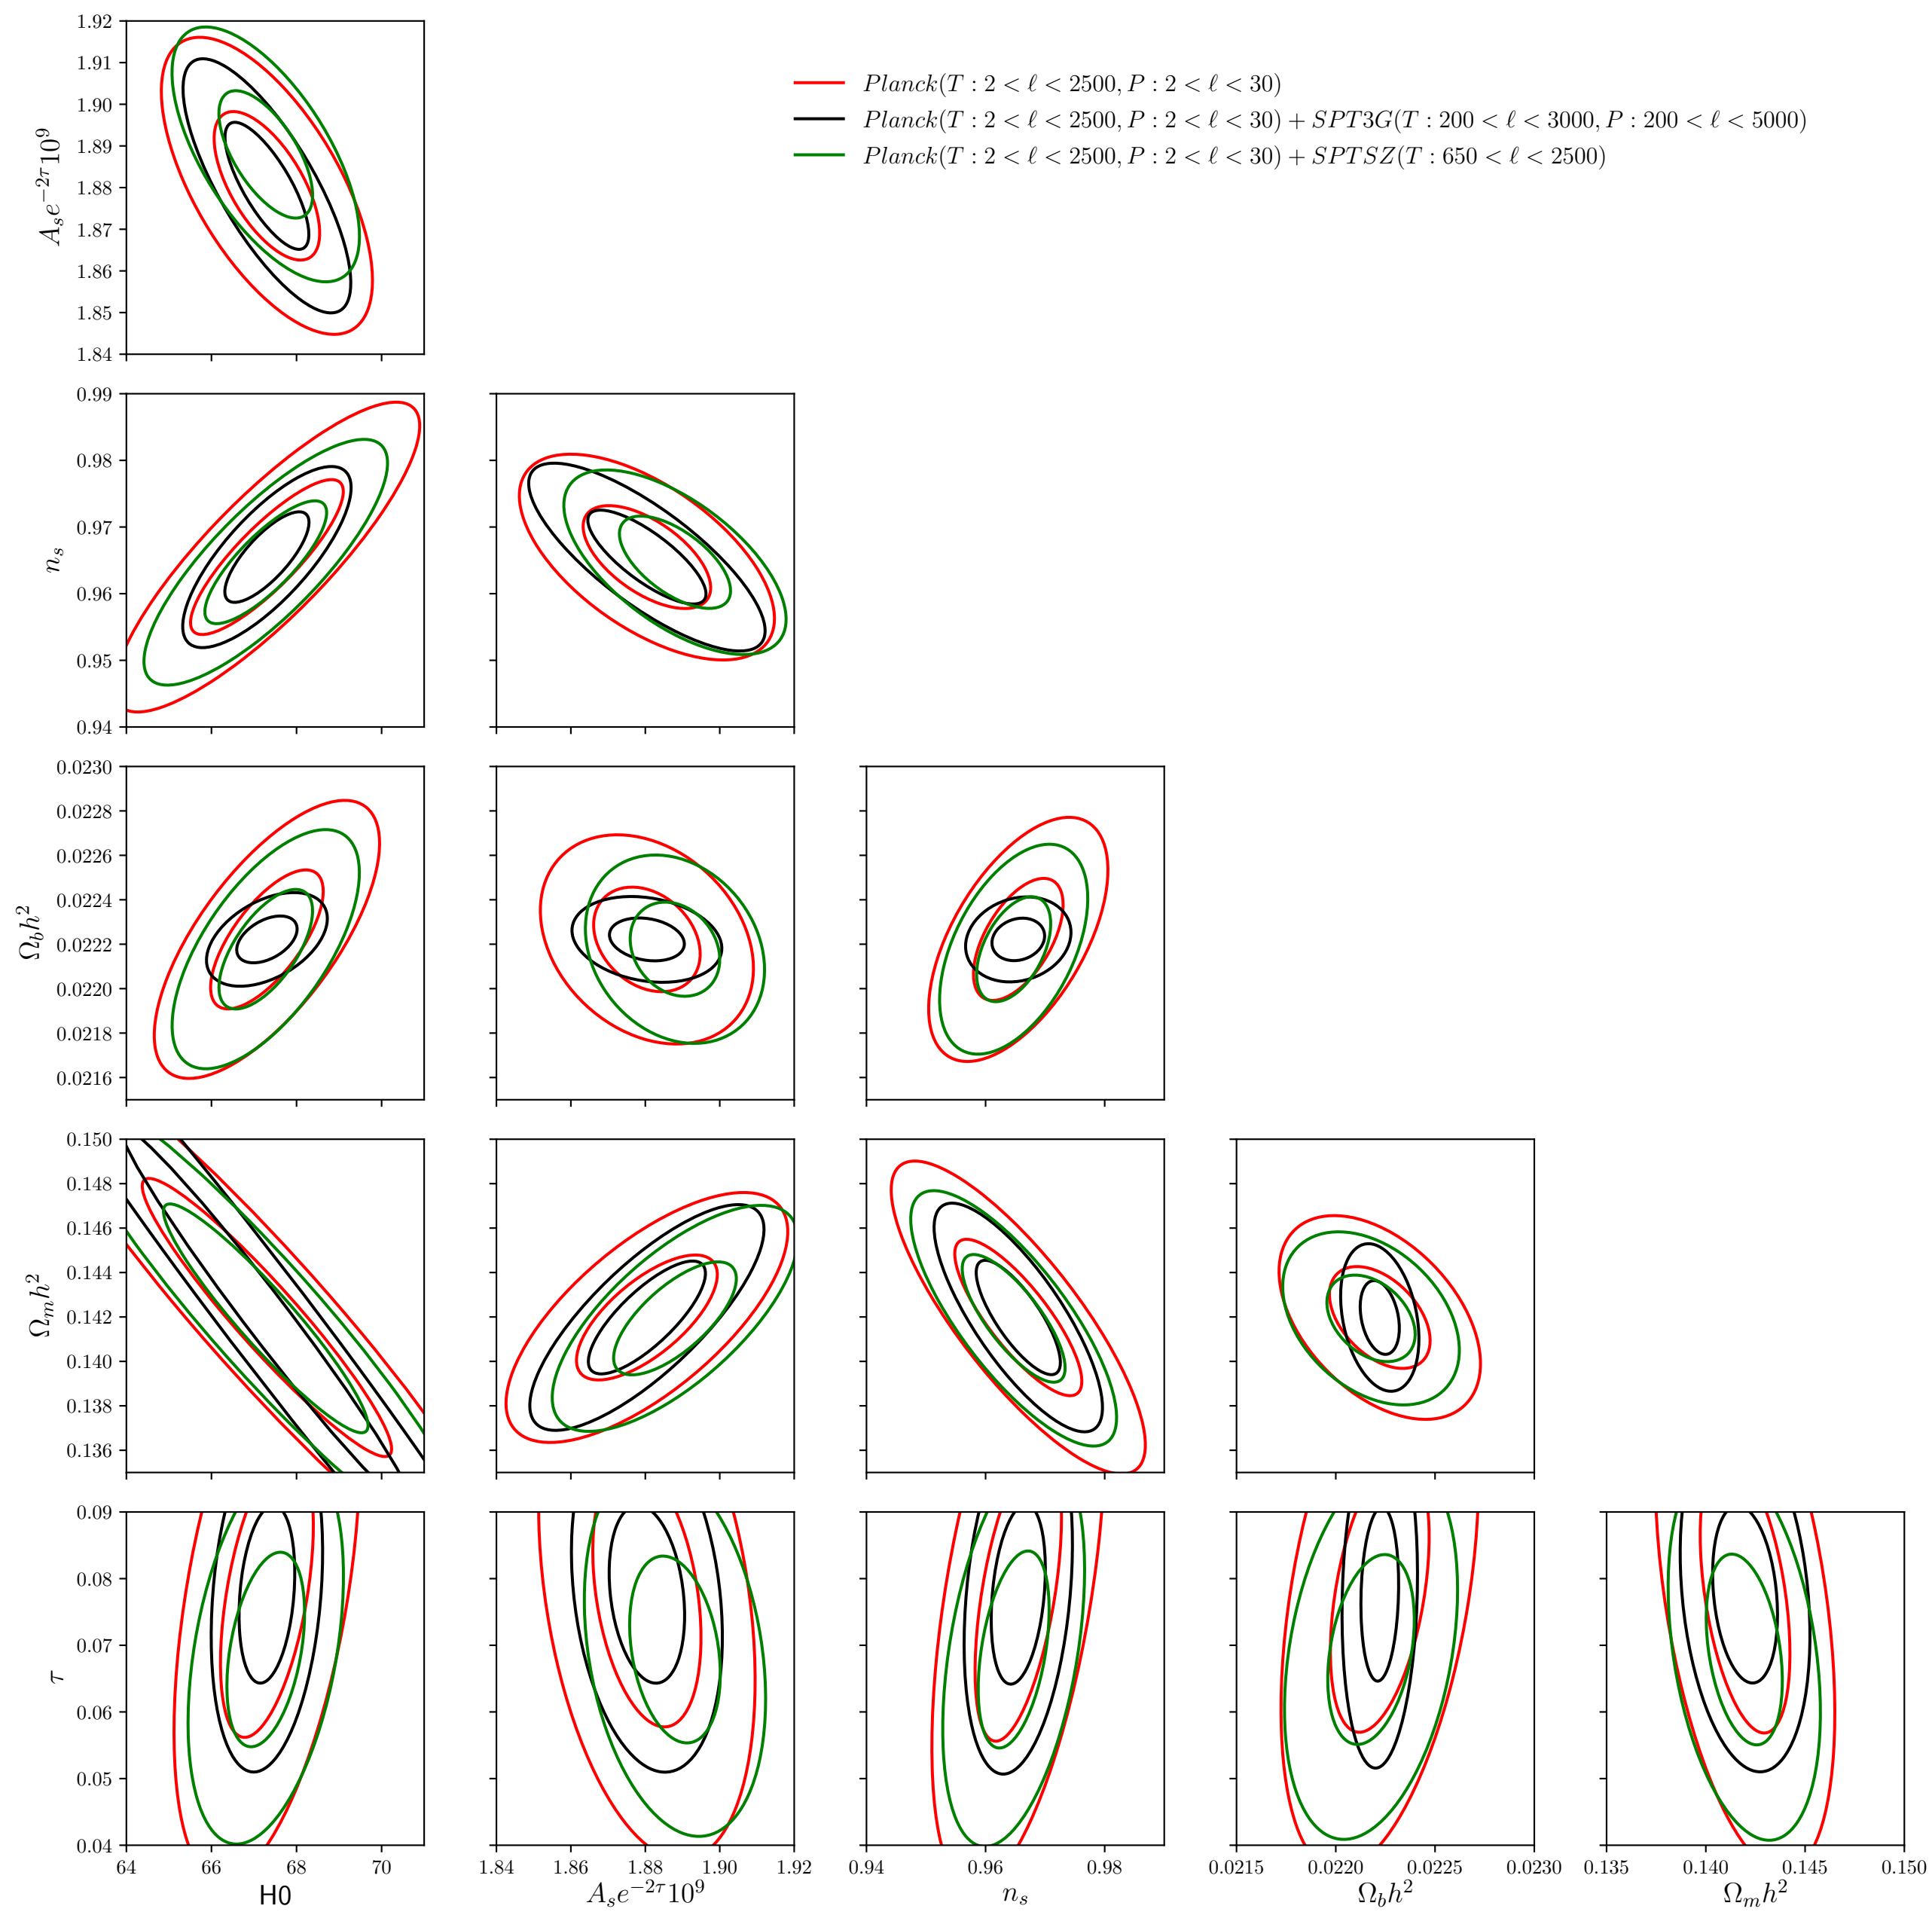 Planck(T : 2 < ℓ < 2500, P : 2 < ℓ < 30)
Planck(T : 2 < ℓ < 2500, P : 2 < ℓ < 30) + SPT3G(T : 200 < ℓ < 3000, P : 200 < ℓ < 5000)
Planck(T : 2 < ℓ < 2500, P : 2 < ℓ < 30) + SPTSZ(T : 650 < ℓ < 2500)
1.92
1.91
1.90
1.89
1.88
1.87
1.86
1.85
1.84
A_s e^{−2τ} 10^9
0.99
0.98
0.97
0.96
0.95
0.94
n_s
0.0230
0.0228
0.0226
0.0224
0.0222
0.0220
0.0218
0.0216
Ω_b h²
0.150
0.148
0.146
0.144
0.142
0.140
0.138
0.136
Ω_m h²
0.09
0.08
0.07
0.06
0.05
0.04
τ
64 66 68 70
1.84 1.86 1.88 1.90 1.92
0.94 0.96 0.98
0.0215 0.0220 0.0225 0.0230
0.135 0.140 0.145 0.150
H0
A_s e^{−2τ} 10^9
n_s
Ω_b h²
Ω_m h²